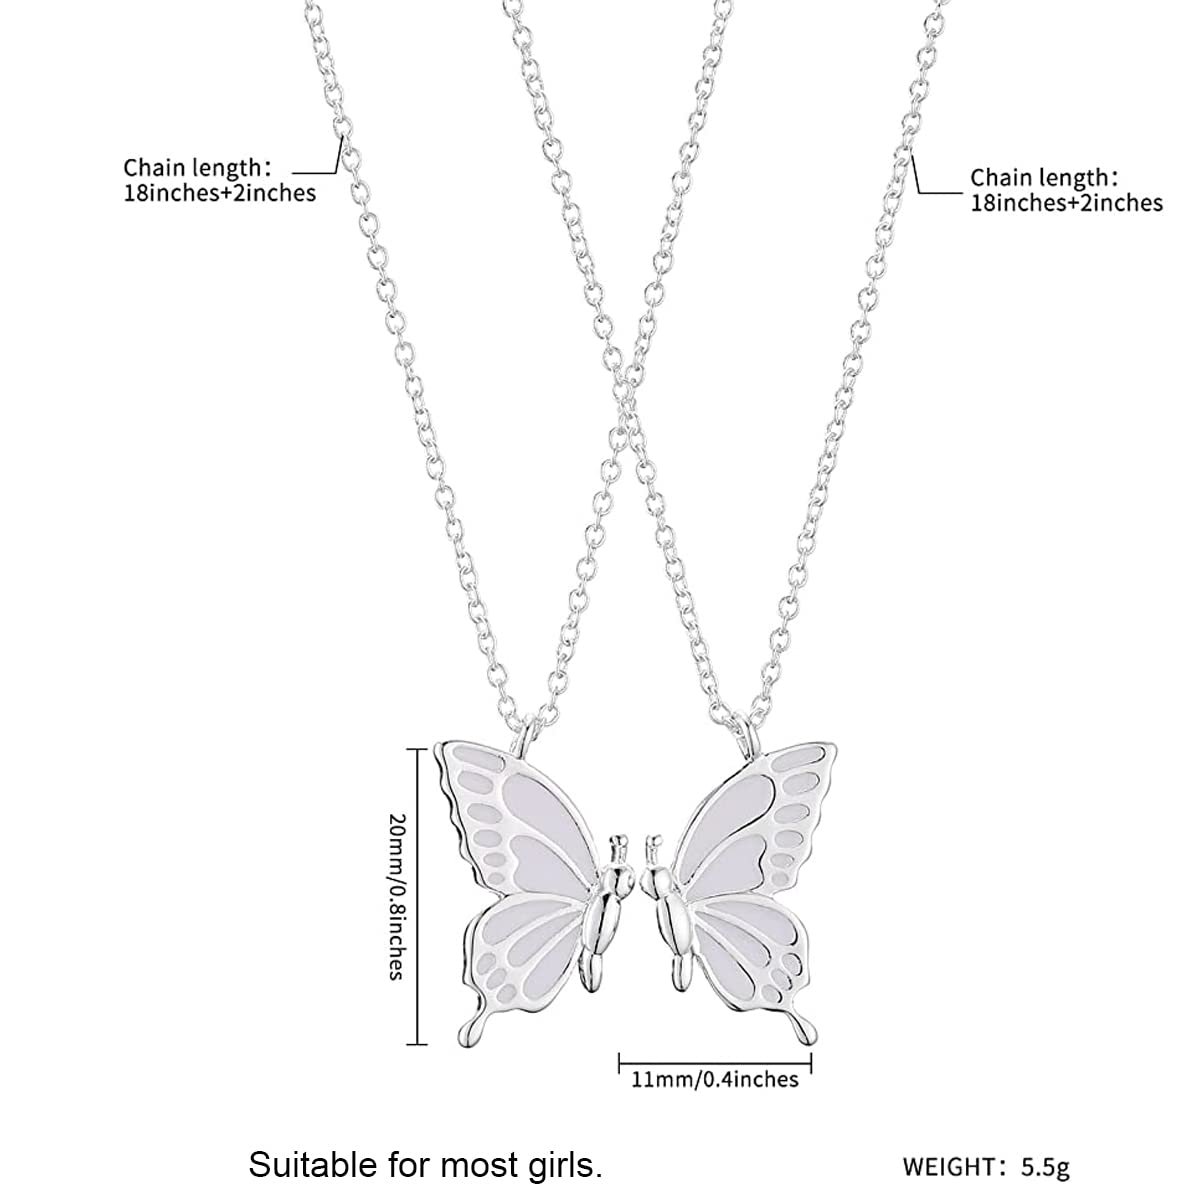 Chain length:
18inches+2inches
Chain length:
18inches+2inches
20mm/0.8inches
11mm/0.4inches
Suitable for most girls.
WEIGHT: 5.5g